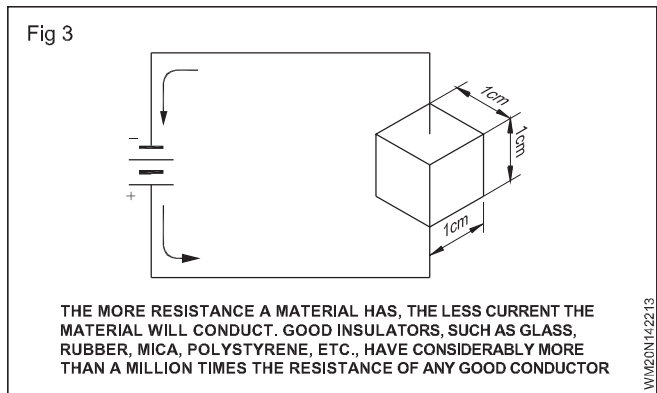 Fig 3
1cm
1cm
–
+
1cm
THE MORE RESISTANCE A MATERIAL HAS, THE LESS CURRENT THE
MATERIAL WILL CONDUCT. GOOD INSULATORS, SUCH AS GLASS,
RUBBER, MICA, POLYSTYRENE, ETC., HAVE CONSIDERABLY MORE
THAN A MILLION TIMES THE RESISTANCE OF ANY GOOD CONDUCTOR
WM20N142213